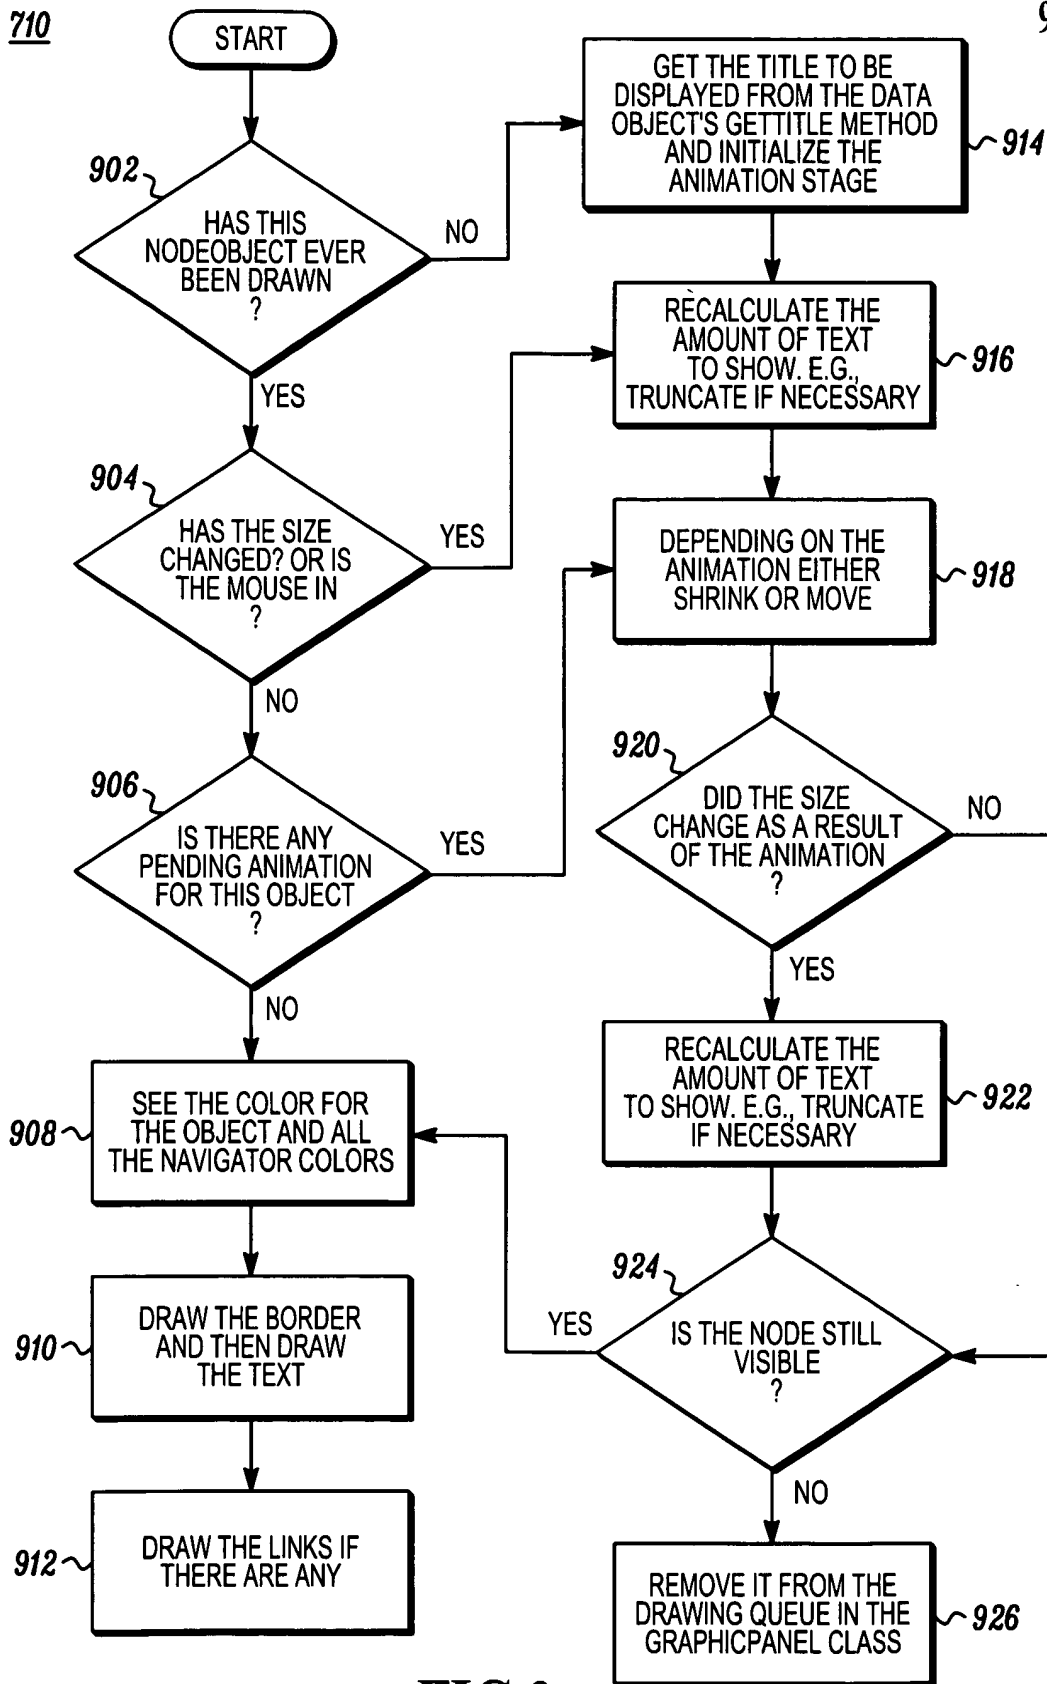 710
START
902
HAS THIS
NODEOBJECT EVER
BEEN DRAWN
?
NO
YES
904
HAS THE SIZE
CHANGED? OR IS
THE MOUSE IN
?
YES
NO
906
IS THERE ANY
PENDING ANIMATION
FOR THIS OBJECT
?
YES
NO
908
SEE THE COLOR FOR
THE OBJECT AND ALL
THE NAVIGATOR COLORS
910
DRAW THE BORDER
AND THEN DRAW
THE TEXT
912
DRAW THE LINKS IF
THERE ARE ANY
9
GET THE TITLE TO BE
DISPLAYED FROM THE DATA
OBJECT'S GETTITLE METHOD
AND INITIALIZE THE
ANIMATION STAGE
914
RECALCULATE THE
AMOUNT OF TEXT
TO SHOW. E.G.,
TRUNCATE IF NECESSARY
916
DEPENDING ON THE
ANIMATION EITHER
SHRINK OR MOVE
918
920
DID THE SIZE
CHANGE AS A RESULT
OF THE ANIMATION
?
NO
YES
RECALCULATE THE
AMOUNT OF TEXT
TO SHOW. E.G., TRUNCATE
IF NECESSARY
922
924
IS THE NODE STILL
VISIBLE
?
YES
NO
REMOVE IT FROM THE
DRAWING QUEUE IN THE
GRAPHICPANEL CLASS
926